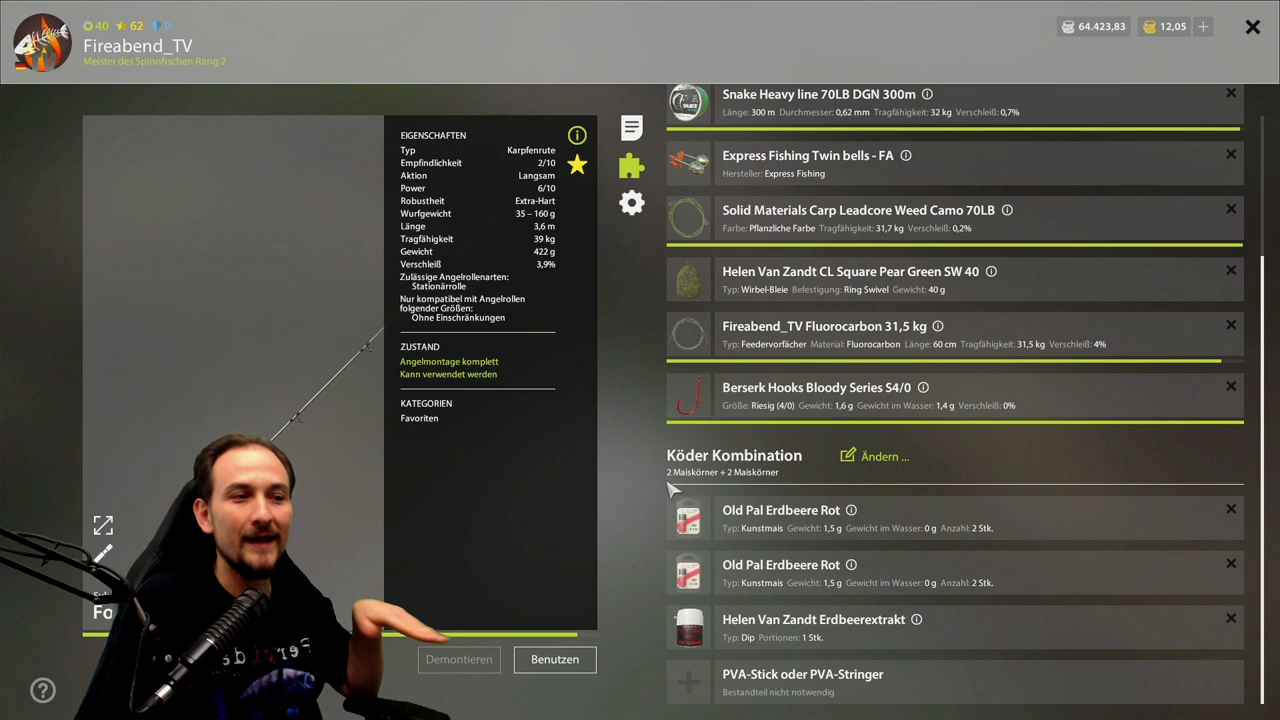 40 62 0
Fireabend_TV
Meister des Spinnfischen Rang 2
64.423,83
12,05
EIGENSCHAFTEN
Typ Karpfenrute
Empfindlichkeit 2/10
Aktion Langsam
Power 6/10
Robustheit Extra-Hart
Wurfgewicht 35 – 160 g
Länge 3,6 m
Tragfähigkeit 39 kg
Gewicht 422 g
Verschleiß 3,9%
Zulässige Angelrollenarten:
Stationärrolle
Nur kompatibel mit Angelrollen
folgender Größen:
Ohne Einschränkungen
ZUSTAND
Angelmontage komplett
Kann verwendet werden
KATEGORIEN
Favoriten
Fo
Demontieren
Benutzen
Snake Heavy line 70LB DGN 300m
Länge: 300 m Durchmesser: 0,62 mm Tragfähigkeit: 32 kg Verschleiß: 0,7%
Express Fishing Twin bells - FA
Hersteller: Express Fishing
Solid Materials Carp Leadcore Weed Camo 70LB
Farbe: Pflanzliche Farbe Tragfähigkeit: 31,7 kg Verschleiß: 0,2%
Helen Van Zandt CL Square Pear Green SW 40
Typ: Wirbel-Bleie Befestigung: Ring Swivel Gewicht: 40 g
Fireabend_TV Fluorocarbon 31,5 kg
Typ: Feedervorfächer Material: Fluorocarbon Länge: 60 cm Tragfähigkeit: 31,5 kg Verschleiß: 4%
Berserk Hooks Bloody Series S4/0
Größe: Riesig (4/0) Gewicht: 1,6 g Gewicht im Wasser: 1,4 g Verschleiß: 0%
Köder Kombination
Ändern ...
2 Maiskörner + 2 Maiskörner
Old Pal Erdbeere Rot
Typ: Kunstmais Gewicht: 1,5 g Gewicht im Wasser: 0 g Anzahl: 2 Stk.
Old Pal Erdbeere Rot
Typ: Kunstmais Gewicht: 1,5 g Gewicht im Wasser: 0 g Anzahl: 2 Stk.
Helen Van Zandt Erdbeerextrakt
Typ: Dip Portionen: 1 Stk.
PVA-Stick oder PVA-Stringer
Bestandteil nicht notwendig